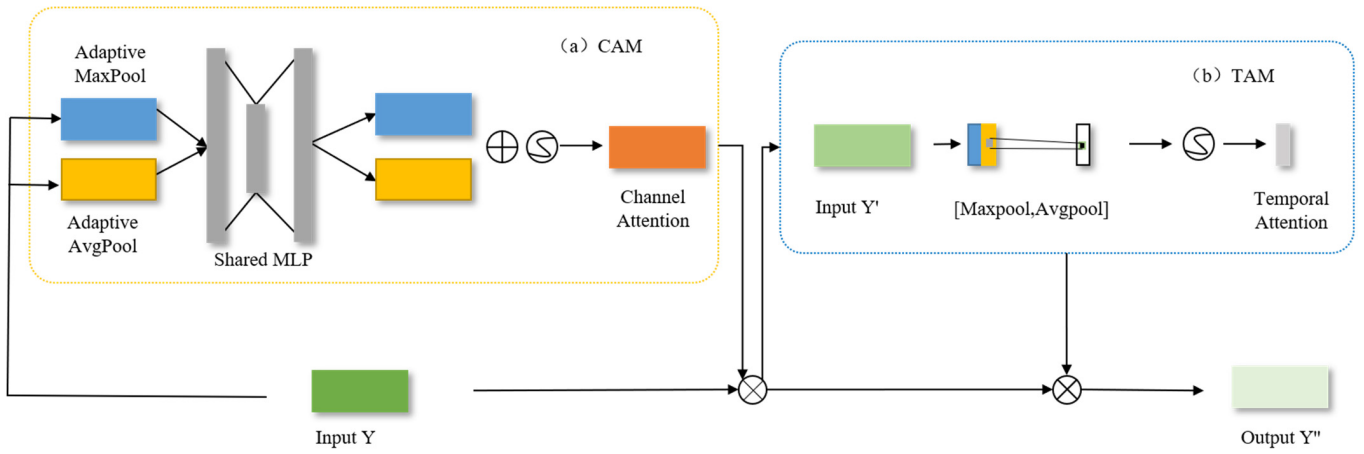 （a）CAM
Adaptive
MaxPool
Adaptive
AvgPool
Shared MLP
Channel
Attention
（b）TAM
Input Y'
[Maxpool,Avgpool]
Temporal
Attention
Input Y
Output Y"